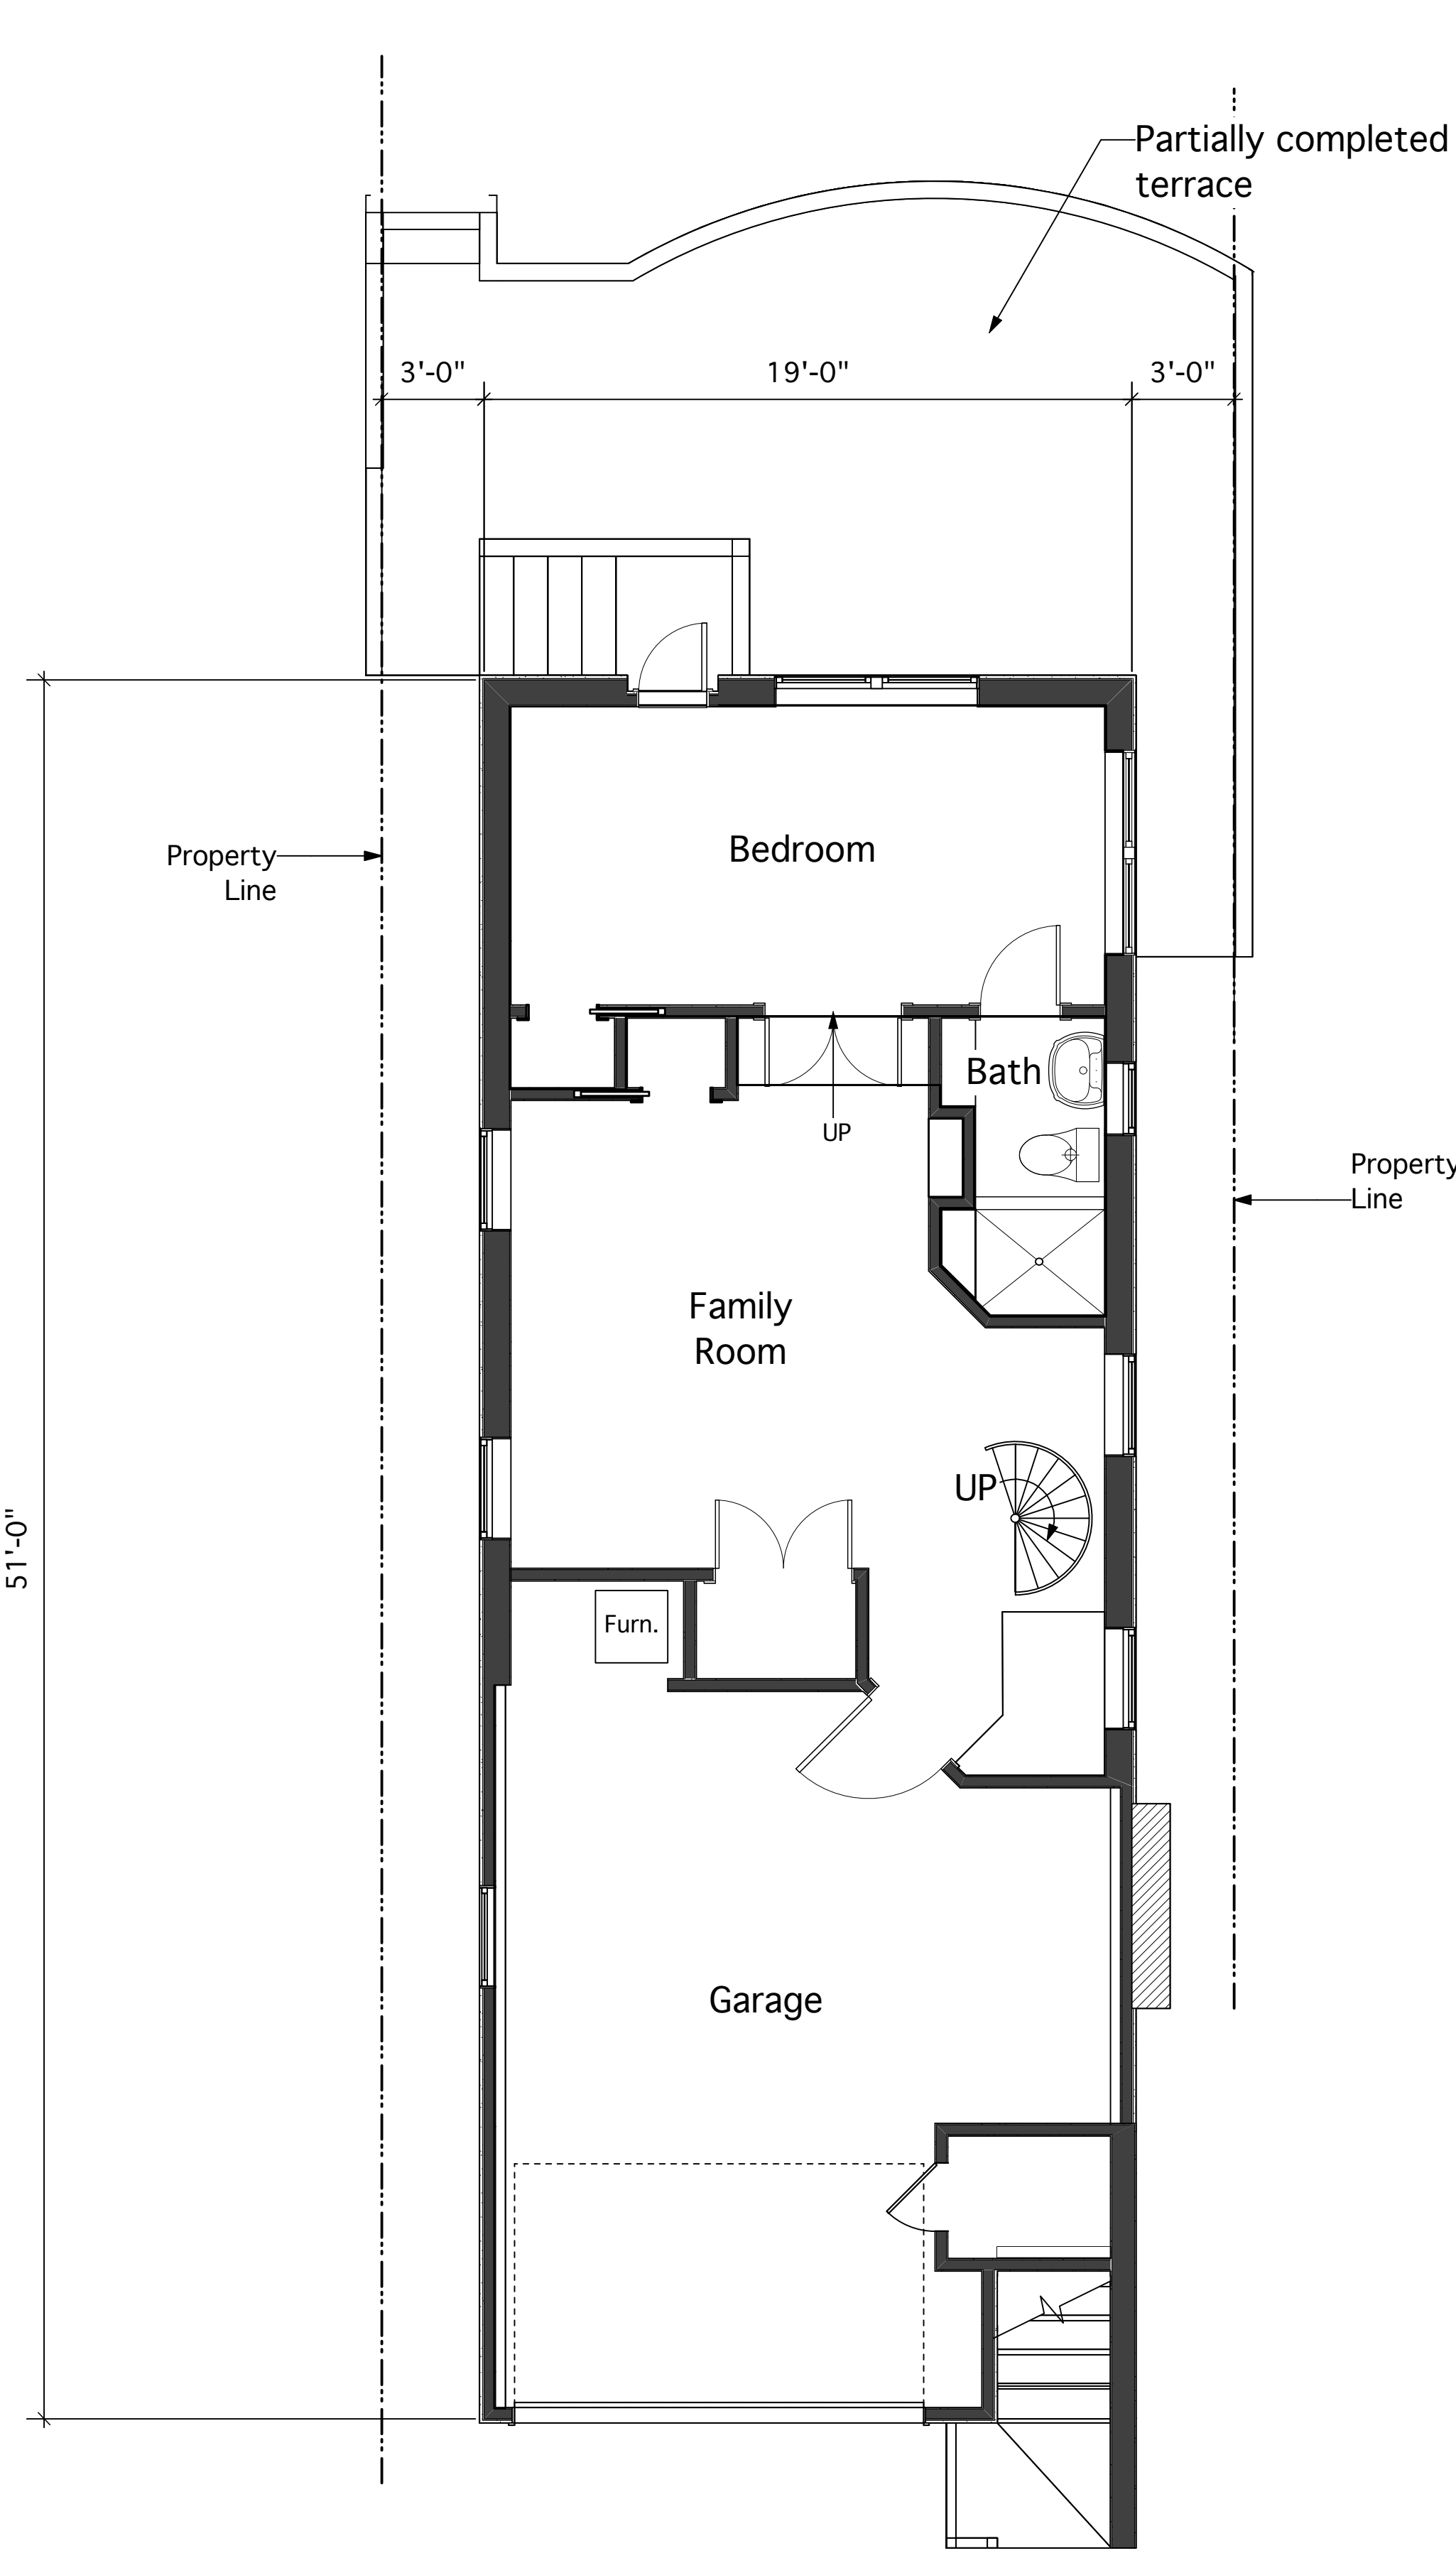 Partially completed
terrace
3'-0"
19'-0"
3'-0"
Property
Line
Bedroom
Bath
UP
Property
Line
Family
Room
UP
51'-0"
Furn.
Garage